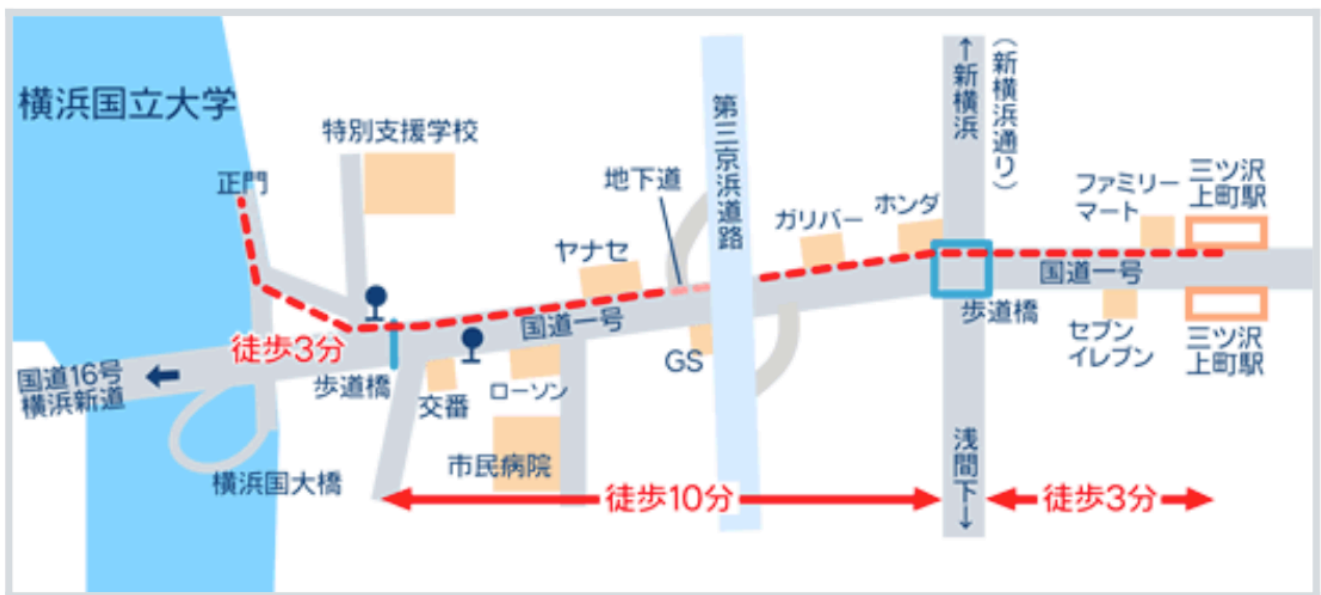 横浜国立大学
正門
特別支援学校
地下道
ヤナセ
第三京浜道路
ガリバー
ホンダ
↑新横浜
（新横浜通り）
ファミリー
マート
三ツ沢
上町駅
国道一号
国道一号
歩道橋
セブン
イレブン
三ツ沢
上町駅
徒歩3分
国道16号
横浜新道
歩道橋
交番
ローソン
GS
市民病院
横浜国大橋
浅間下↓
徒歩10分
徒歩3分